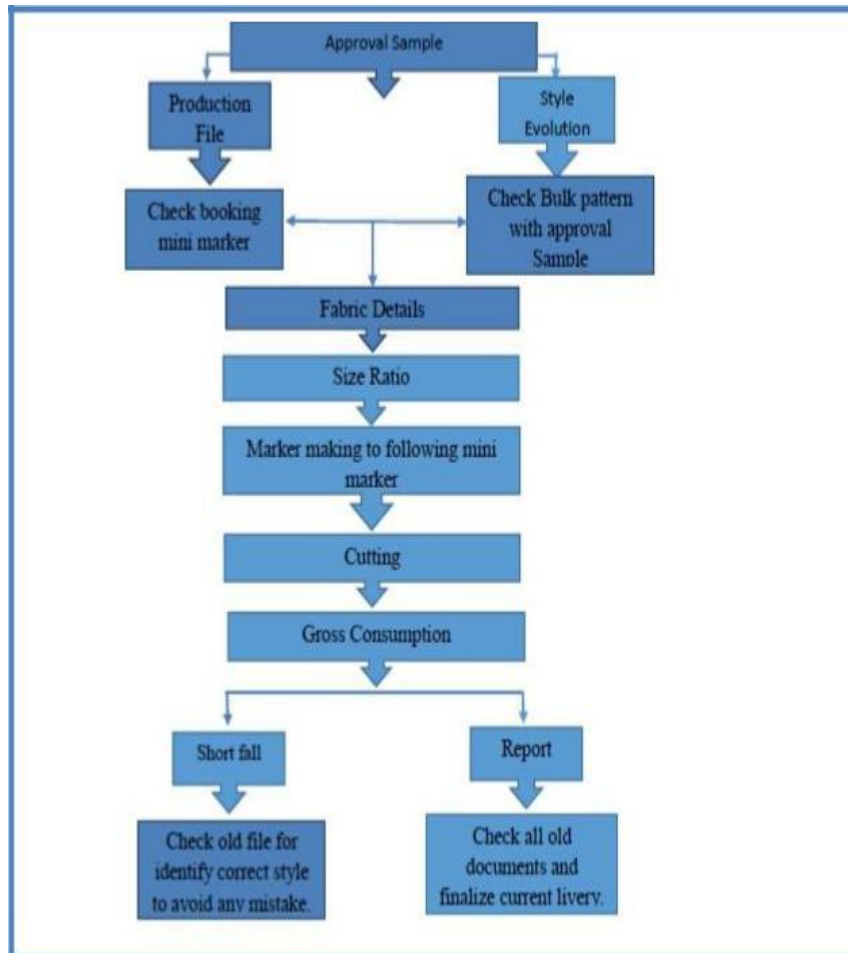 Approval Sample
Production
File
Style
Evolution
Check booking
mini marker
Check Bulk pattern
with approval
Sample
Fabric Details
Size Ratio
Marker making to following mini
marker
Cutting
Gross Consumption
Short fall
Report
Check old file for
identify correct style
to avoid any mistake.
Check all old
documents and
finalize current livery.